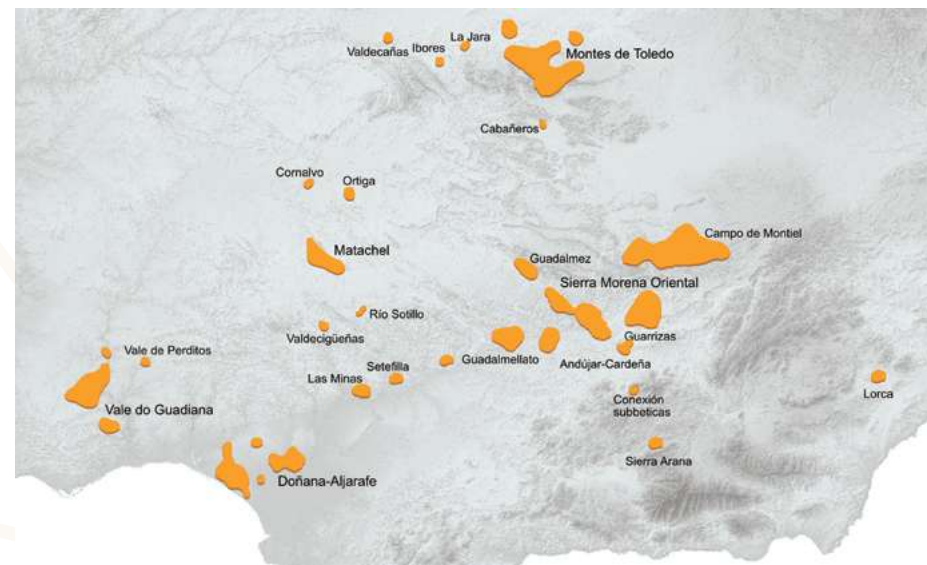 La Jara
Valdecañas
Ibores
Montes de Toledo
Cabañeros
Cornalvo
Ortiga
Campo de Montiel
Matachel
Guadalmez
Sierra Morena Oriental
Río Sotillo
Valdecigüeñas
Guarrizas
Vale de Perditos
Guadalmellato
Andújar-Cardeña
Setefilla
Las Minas
Lorca
Conexión
subbeticas
Vale do Guadiana
Sierra Arana
Doñana-Aljarafe